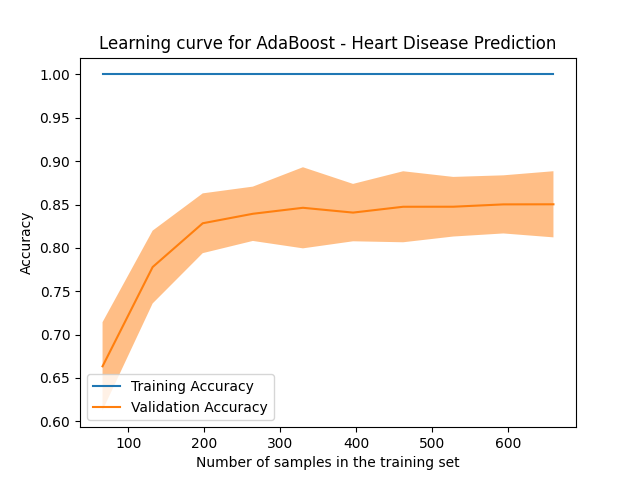 Learning curve for AdaBoost - Heart Disease Prediction
1.00
0.95
0.90
0.85
0.80
0.75
0.70
0.65
0.60
Accuracy
Training Accuracy
Validation Accuracy
100 200 300 400 500 600
Number of samples in the training set